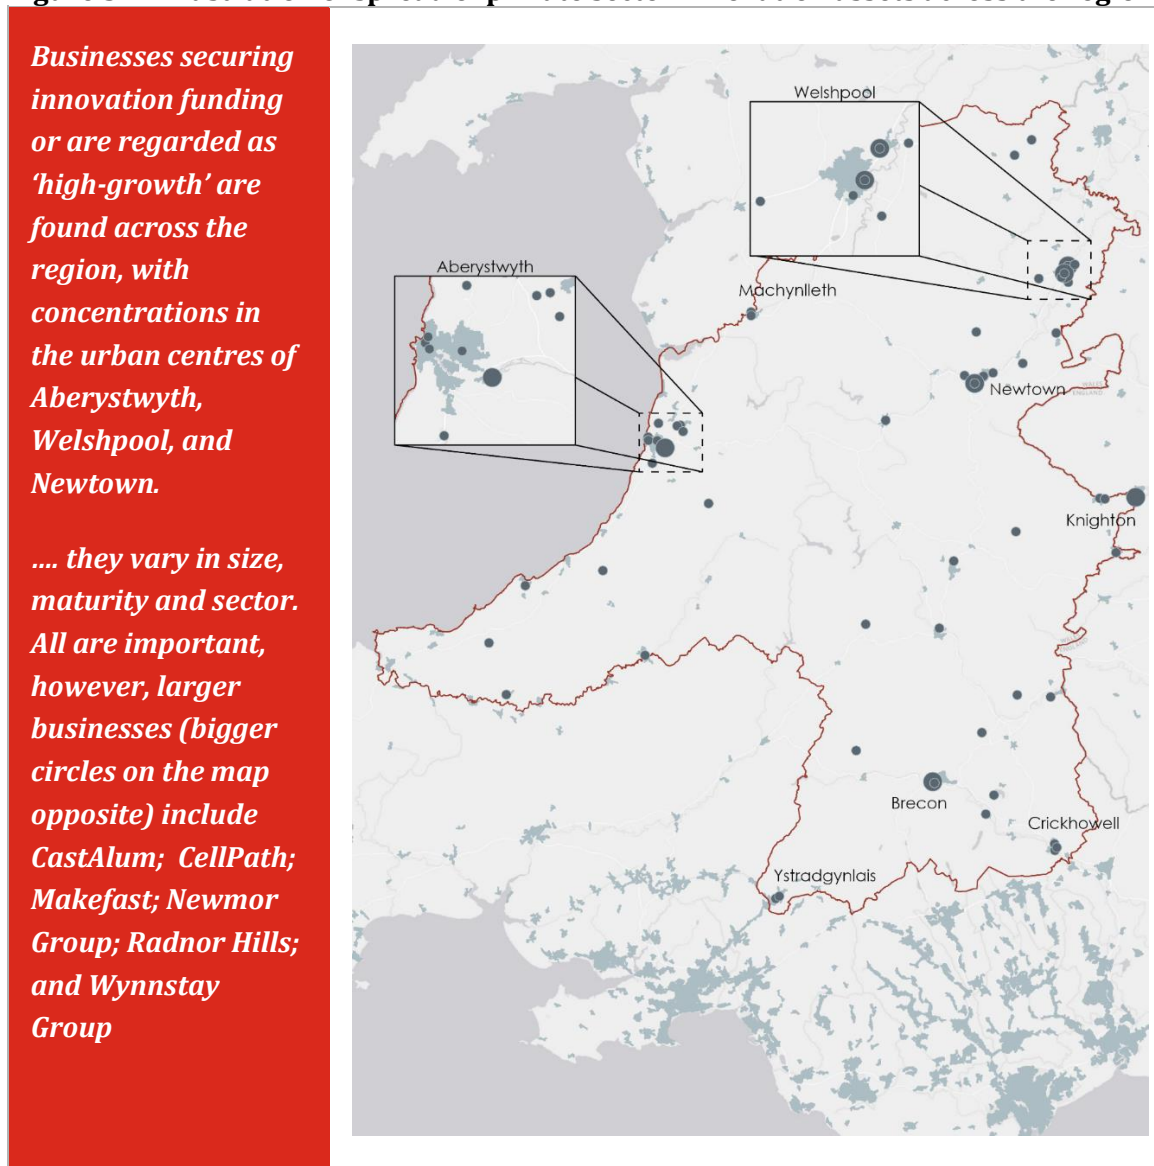 Businesses securing
innovation funding
or are regarded as
‘high-growth’ are
found across the
region, with
concentrations in
the urban centres of
Aberystwyth,
Welshpool, and
Newtown.
…. they vary in size,
maturity and sector.
All are important,
however, larger
businesses (bigger
circles on the map
opposite) include
CastAlum; CellPath;
Makefast; Newmor
Group; Radnor Hills;
and Wynnstay
Group
Welshpool
Aberystwyth
Machynlleth
Newtown
WALES
ENGLAND
Knighton
Brecon
Crickhowell
Ystradgynlais